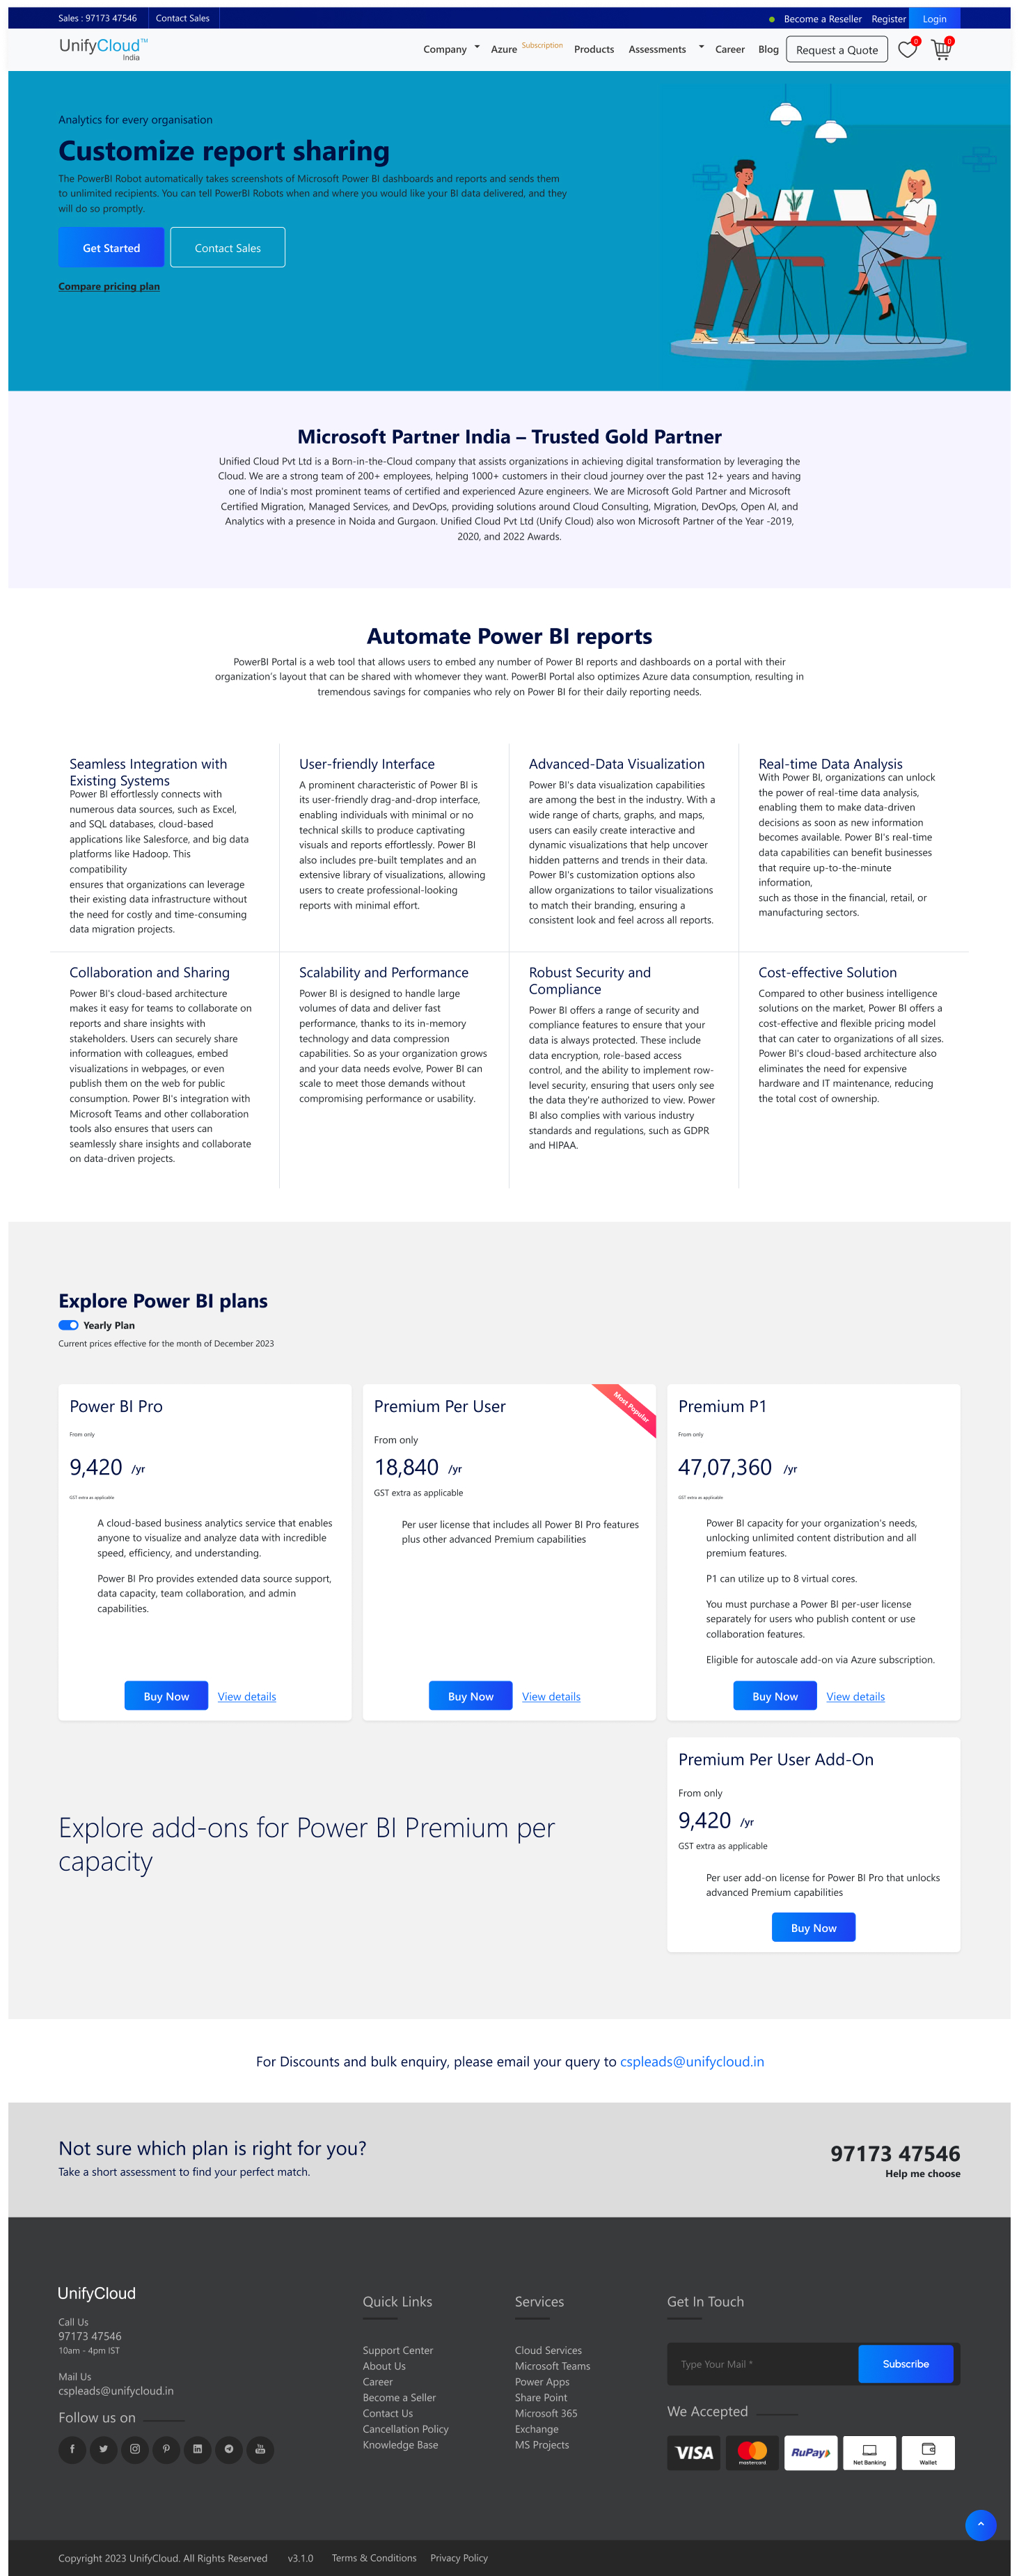 Sales : 97173 47546
Contact Sales
Become a Reseller
Register
Login
UnifyCloud™
India
Company
Azure
Subscription
Products
Assessments
Career
Blog
Request a Quote
0
0
Analytics for every organisation
Customize report sharing
The PowerBI Robot automatically takes screenshots of Microsoft Power BI dashboards and reports and sends them
to unlimited recipients. You can tell PowerBI Robots when and where you would like your BI data delivered, and they
will do so promptly.
Get Started
Contact Sales
Compare pricing plan
Microsoft Partner India – Trusted Gold Partner
Unified Cloud Pvt Ltd is a Born-in-the-Cloud company that assists organizations in achieving digital transformation by leveraging the
Cloud. We are a strong team of 200+ employees, helping 1000+ customers in their cloud journey over the past 12+ years and having
one of India's most prominent teams of certified and experienced Azure engineers. We are Microsoft Gold Partner and Microsoft
Certified Migration, Managed Services, and DevOps, providing solutions around Cloud Consulting, Migration, DevOps, Open AI, and
Analytics with a presence in Noida and Gurgaon. Unified Cloud Pvt Ltd (Unify Cloud) also won Microsoft Partner of the Year -2019,
2020, and 2022 Awards.
Automate Power BI reports
PowerBI Portal is a web tool that allows users to embed any number of Power BI reports and dashboards on a portal with their
organization's layout that can be shared with whomever they want. PowerBI Portal also optimizes Azure data consumption, resulting in
tremendous savings for companies who rely on Power BI for their daily reporting needs.
Seamless Integration with
Existing Systems
Power BI effortlessly connects with
numerous data sources, such as Excel,
and SQL databases, cloud-based
applications like Salesforce, and big data
platforms like Hadoop. This
compatibility
ensures that organizations can leverage
their existing data infrastructure without
the need for costly and time-consuming
data migration projects.
User-friendly Interface
A prominent characteristic of Power BI is
its user-friendly drag-and-drop interface,
enabling individuals with minimal or no
technical skills to produce captivating
visuals and reports effortlessly. Power BI
also includes pre-built templates and an
extensive library of visualizations, allowing
users to create professional-looking
reports with minimal effort.
Advanced-Data Visualization
Power BI's data visualization capabilities
are among the best in the industry. With a
wide range of charts, graphs, and maps,
users can easily create interactive and
dynamic visualizations that help uncover
hidden patterns and trends in their data.
Power BI's customization options also
allow organizations to tailor visualizations
to match their branding, ensuring a
consistent look and feel across all reports.
Real-time Data Analysis
With Power BI, organizations can unlock
the power of real-time data analysis,
enabling them to make data-driven
decisions as soon as new information
becomes available. Power BI's real-time
data capabilities can benefit businesses
that require up-to-the-minute
information,
such as those in the financial, retail, or
manufacturing sectors.
Collaboration and Sharing
Power BI's cloud-based architecture
makes it easy for teams to collaborate on
reports and share insights with
stakeholders. Users can securely share
information with colleagues, embed
visualizations in webpages, or even
publish them on the web for public
consumption. Power BI's integration with
Microsoft Teams and other collaboration
tools also ensures that users can
seamlessly share insights and collaborate
on data-driven projects.
Scalability and Performance
Power BI is designed to handle large
volumes of data and deliver fast
performance, thanks to its in-memory
technology and data compression
capabilities. So as your organization grows
and your data needs evolve, Power BI can
scale to meet those demands without
compromising performance or usability.
Robust Security and
Compliance
Power BI offers a range of security and
compliance features to ensure that your
data is always protected. These include
data encryption, role-based access
control, and the ability to implement row-
level security, ensuring that users only see
the data they're authorized to view. Power
BI also complies with various industry
standards and regulations, such as GDPR
and HIPAA.
Cost-effective Solution
Compared to other business intelligence
solutions on the market, Power BI offers a
cost-effective and flexible pricing model
that can cater to organizations of all sizes.
Power BI's cloud-based architecture also
eliminates the need for expensive
hardware and IT maintenance, reducing
the total cost of ownership.
Explore Power BI plans
Yearly Plan
Current prices effective for the month of December 2023
Power BI Pro
From only
9,420 /yr
GST extra as applicable
A cloud-based business analytics service that enables
anyone to visualize and analyze data with incredible
speed, efficiency, and understanding.
Power BI Pro provides extended data source support,
data capacity, team collaboration, and admin
capabilities.
Buy Now
View details
Most Popular
Premium Per User
From only
18,840 /yr
GST extra as applicable
Per user license that includes all Power BI Pro features
plus other advanced Premium capabilities
Buy Now
View details
Premium P1
From only
47,07,360 /yr
GST extra as applicable
Power BI capacity for your organization's needs,
unlocking unlimited content distribution and all
premium features.
P1 can utilize up to 8 virtual cores.
You must purchase a Power BI per-user license
separately for users who publish content or use
collaboration features.
Eligible for autoscale add-on via Azure subscription.
Buy Now
View details
Explore add-ons for Power BI Premium per
capacity
Premium Per User Add-On
From only
9,420 /yr
GST extra as applicable
Per user add-on license for Power BI Pro that unlocks
advanced Premium capabilities
Buy Now
For Discounts and bulk enquiry, please email your query to cspleads@unifycloud.in
Not sure which plan is right for you?
Take a short assessment to find your perfect match.
97173 47546
Help me choose
UnifyCloud
Call Us
97173 47546
10am - 4pm IST
Mail Us
cspleads@unifycloud.in
Follow us on
Quick Links
Support Center
About Us
Career
Become a Seller
Contact Us
Cancellation Policy
Knowledge Base
Services
Cloud Services
Microsoft Teams
Power Apps
Share Point
Microsoft 365
Exchange
MS Projects
Get In Touch
Type Your Mail *
Subscribe
We Accepted
VISA
mastercard
RuPay
Net Banking
Wallet
Copyright 2023 UnifyCloud. All Rights Reserved
v3.1.0
Terms & Conditions
Privacy Policy